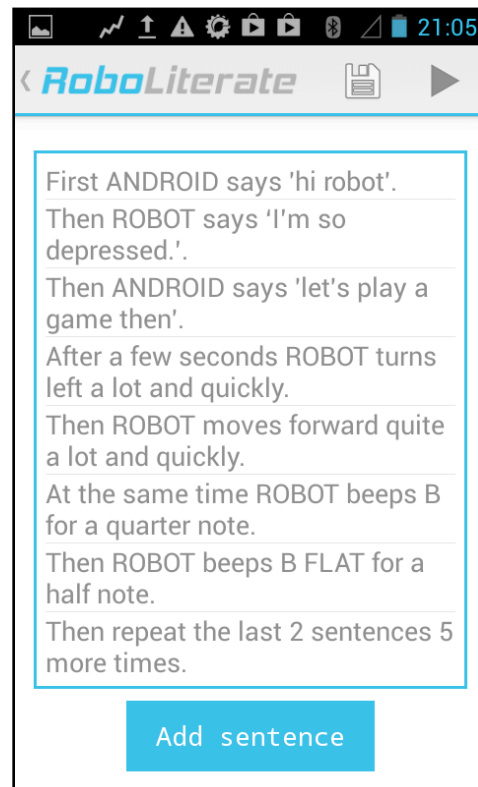 21:05
RoboLiterate
First ANDROID says 'hi robot'.
Then ROBOT says ‘I'm so
depressed.'.
Then ANDROID says 'let's play a
game then'.
After a few seconds ROBOT turns
left a lot and quickly.
Then ROBOT moves forward quite
a lot and quickly.
At the same time ROBOT beeps B
for a quarter note.
Then ROBOT beeps B FLAT for a
half note.
Then repeat the last 2 sentences 5
more times.
Add sentence